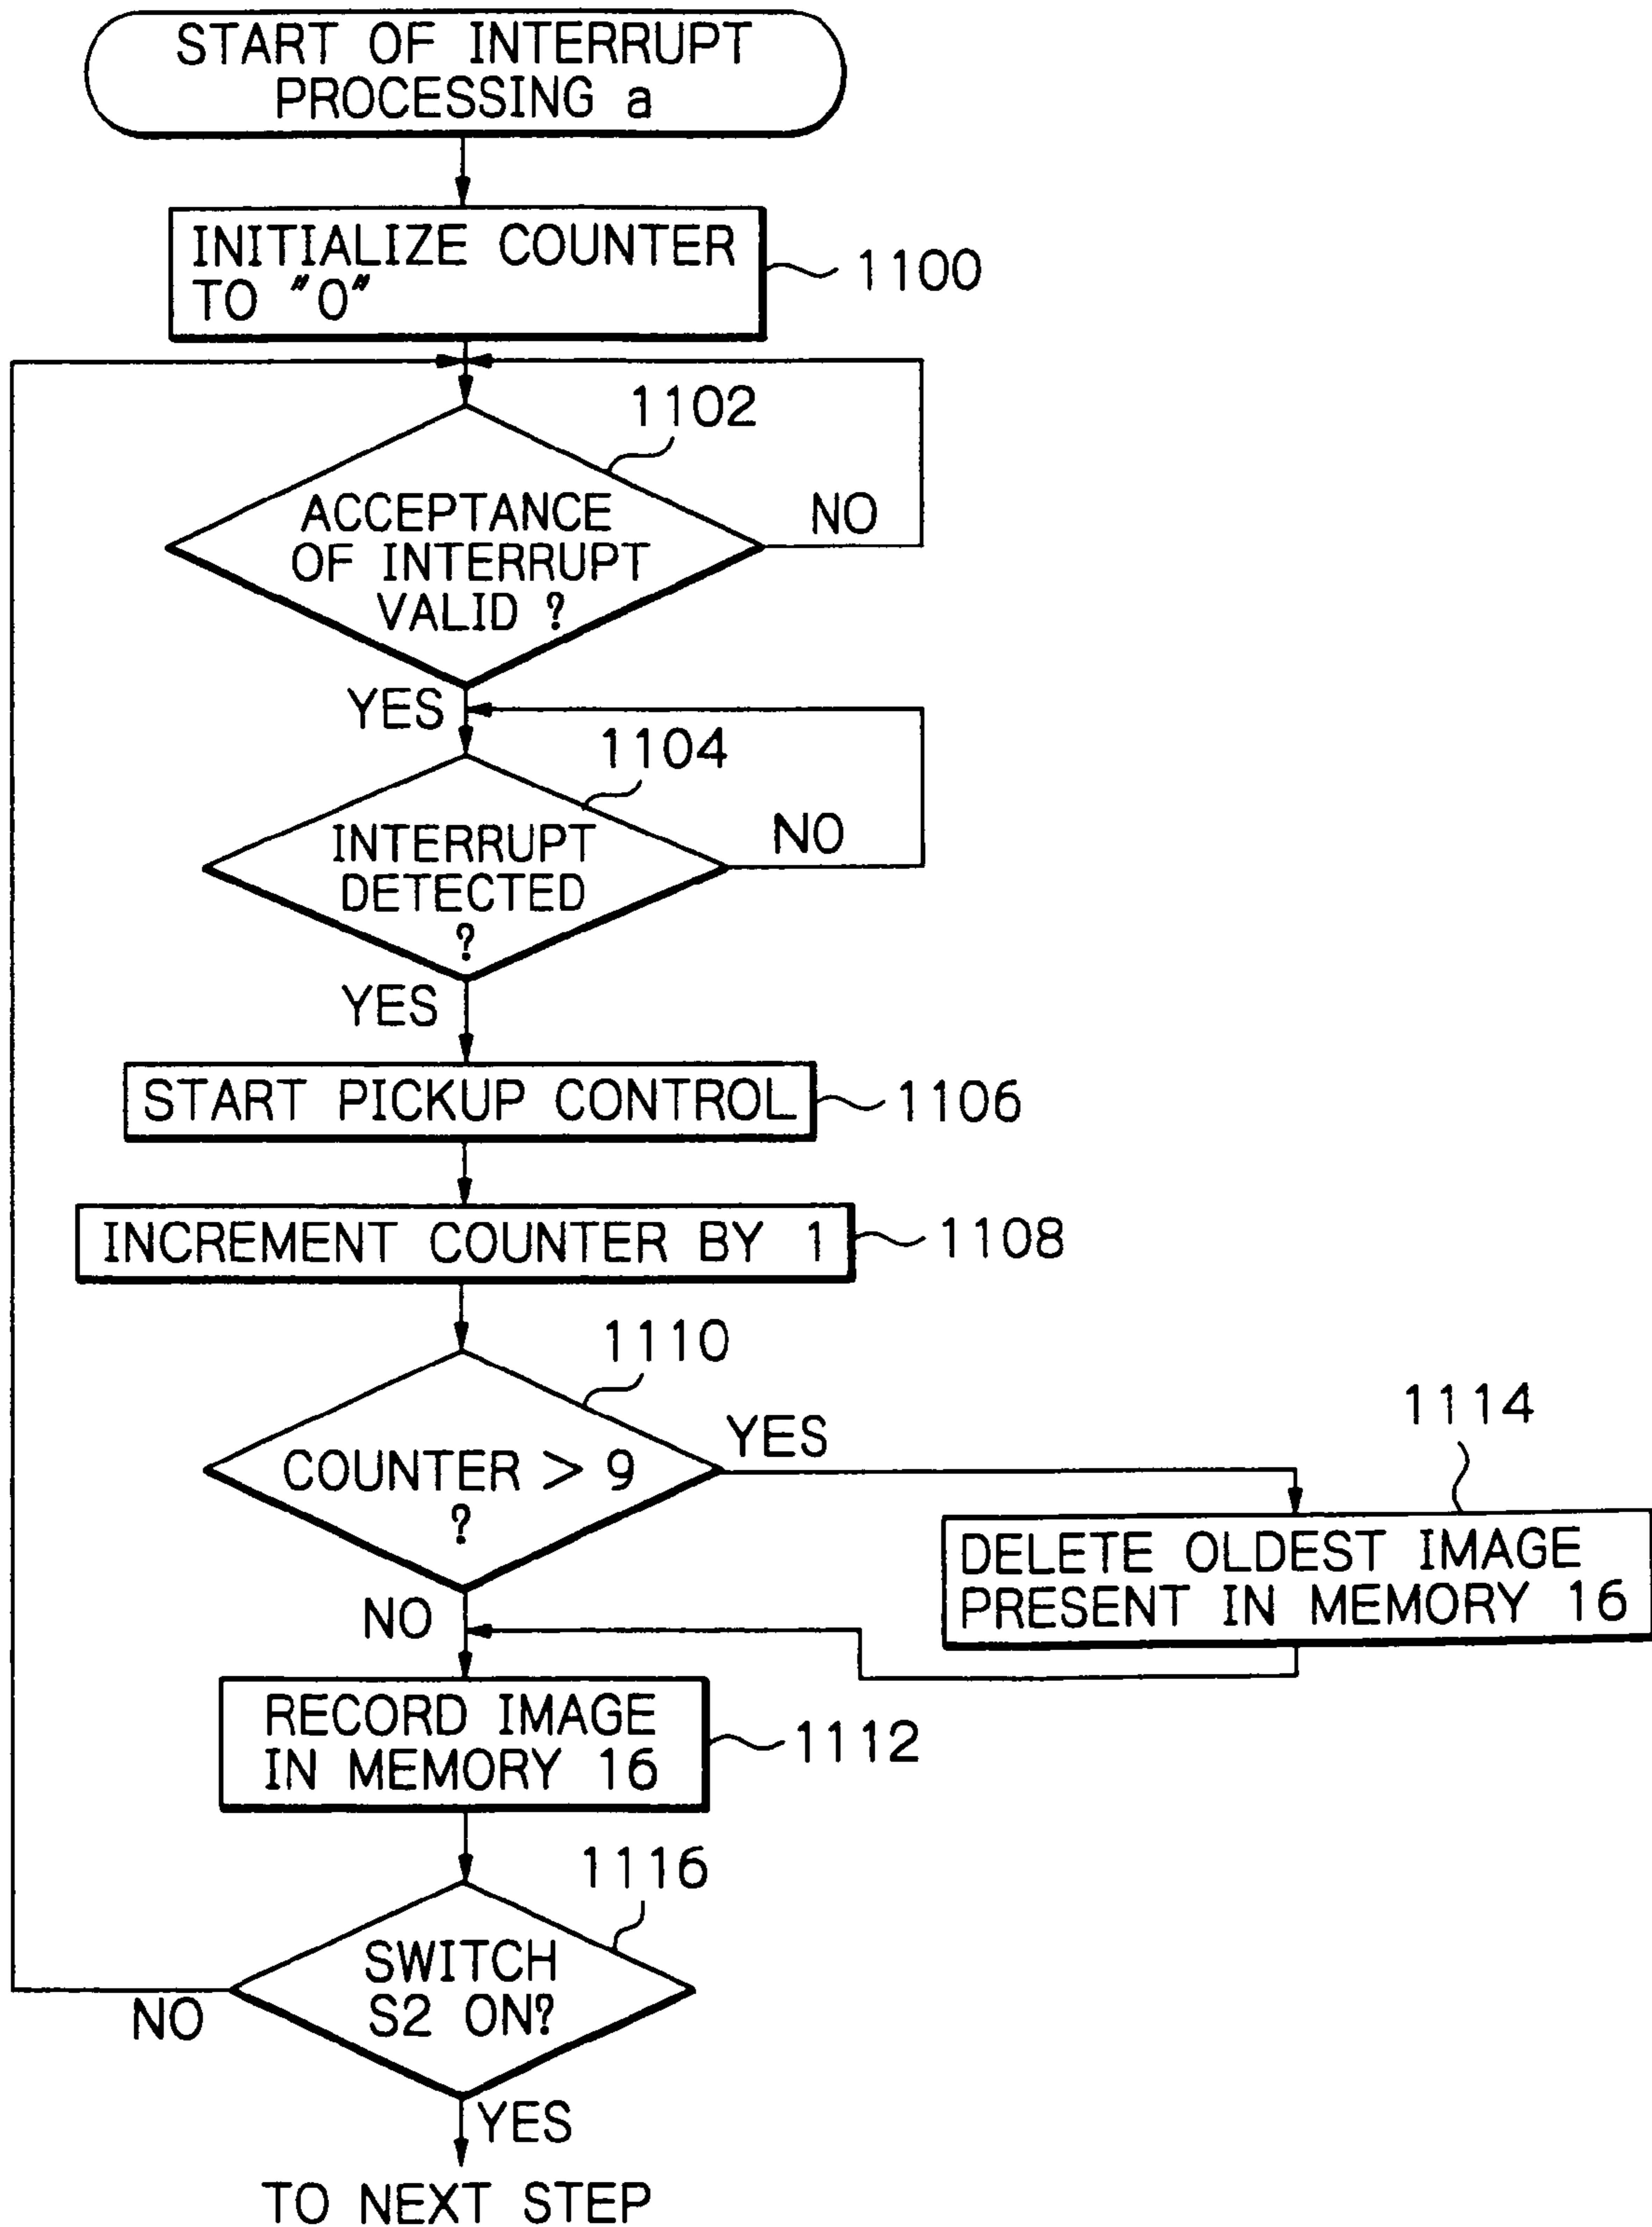 START OF INTERRUPT
PROCESSING a
INITIALIZE COUNTER
TO "0"
1100
1102
ACCEPTANCE
OF INTERRUPT
VALID ?
NO
YES
1104
INTERRUPT
DETECTED
?
NO
YES
START PICKUP CONTROL
1106
INCREMENT COUNTER BY 1
1108
1110
COUNTER > 9
?
YES
1114
DELETE OLDEST IMAGE
PRESENT IN MEMORY 16
NO
RECORD IMAGE
IN MEMORY 16
1112
1116
SWITCH
S2 ON?
NO
YES
TO NEXT STEP